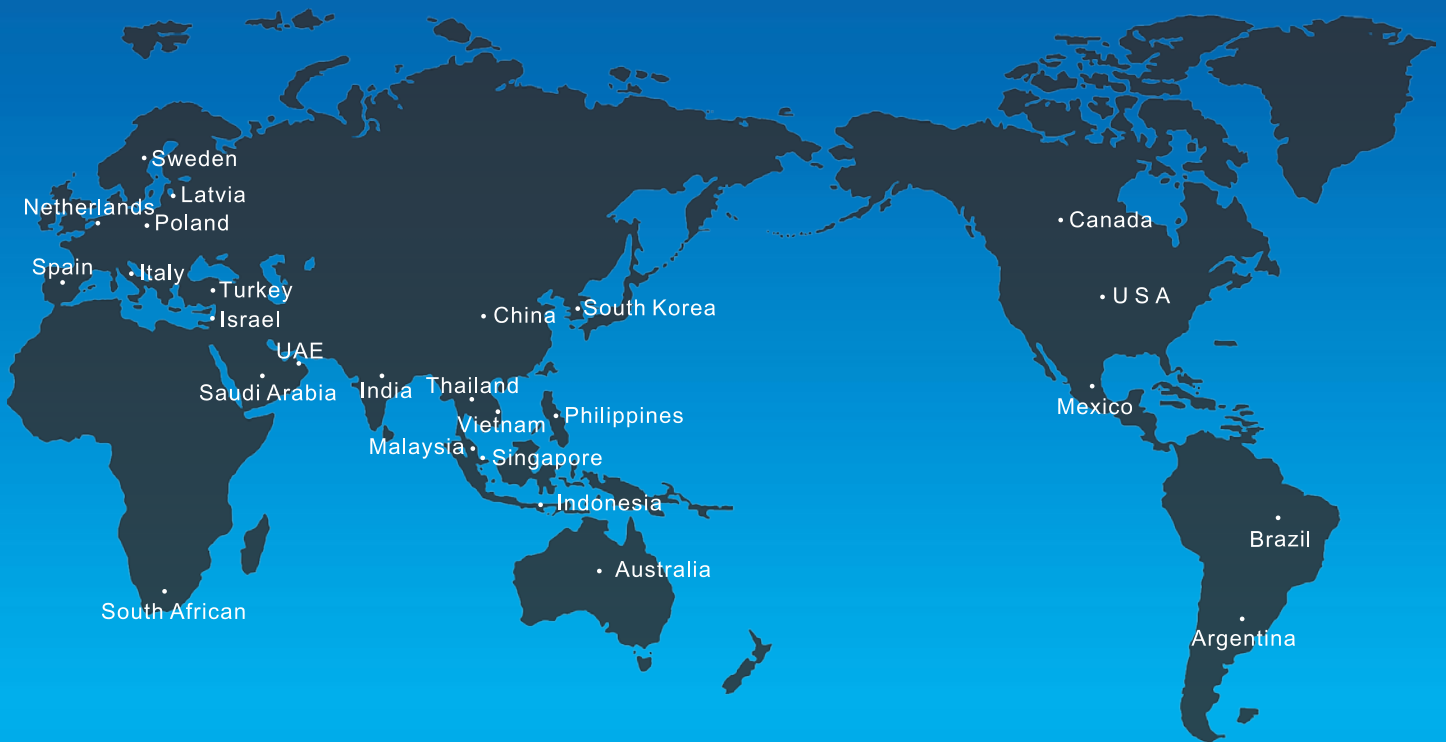 Sweden
Latvia
Netherlands
Poland
Canada
Spain
Italy
Turkey
U S A
South Korea
China
Israel
UAE
Thailand
India
Saudi Arabia
Mexico
Philippines
Vietnam
Malaysia
Singapore
Indonesia
Brazil
Australia
South African
Argentina